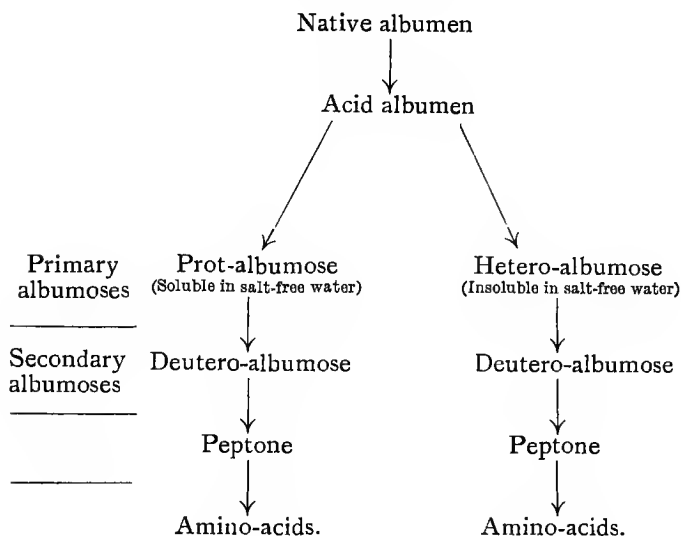 Native albumen
Acid albumen
Primary
albumoses
Prot-albumose
(Soluble in salt-free water)
Hetero-albumose
(Insoluble in salt-free water)
Secondary
albumoses
Deutero-albumose
Deutero-albumose
Peptone
Peptone
Amino-acids.
Amino-acids.